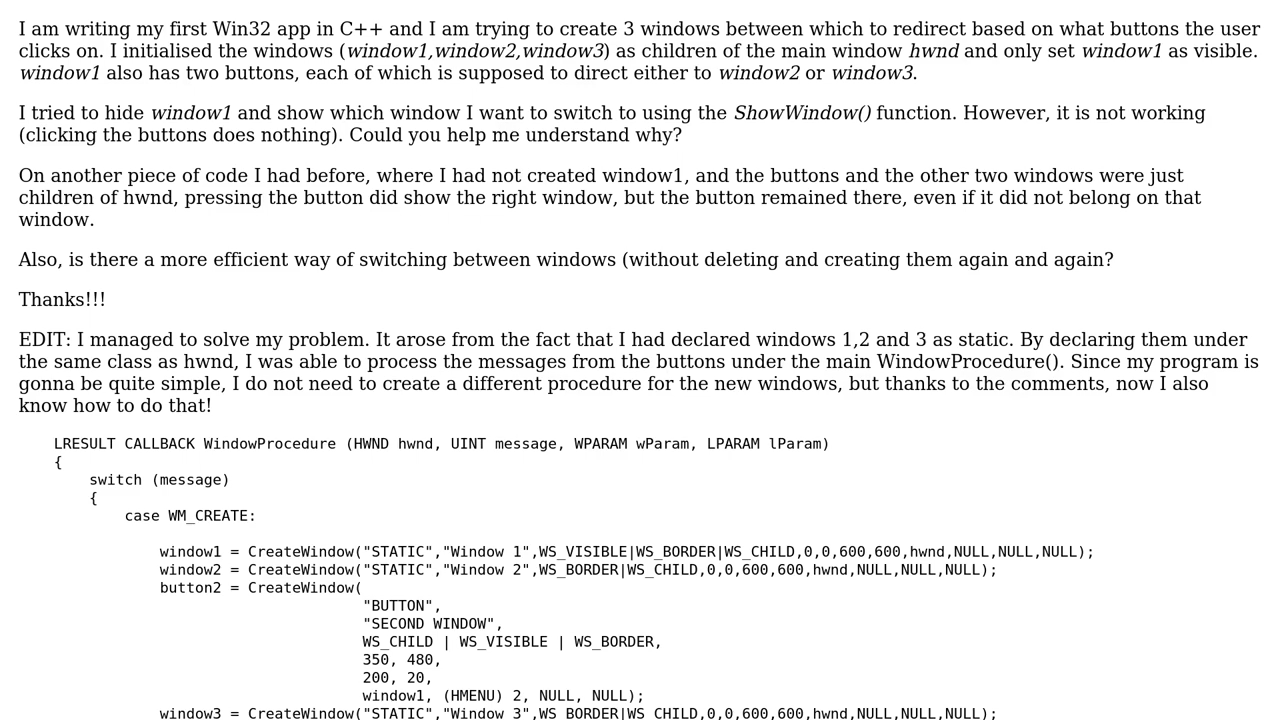 I am writing my first Win32 app in C++ and I am trying to create 3 windows between which to redirect based on what buttons the user
clicks on. I initialised the windows (window1,window2,window3) as children of the main window hwnd and only set window1 as visible.
window1 also has two buttons, each of which is supposed to direct either to window2 or window3.
I tried to hide window1 and show which window I want to switch to using the ShowWindow() function. However, it is not working
(clicking the buttons does nothing). Could you help me understand why?
On another piece of code I had before, where I had not created window1, and the buttons and the other two windows were just
children of hwnd, pressing the button did show the right window, but the button remained there, even if it did not belong on that
window.
Also, is there a more efficient way of switching between windows (without deleting and creating them again and again?
Thanks!!!
EDIT: I managed to solve my problem. It arose from the fact that I had declared windows 1,2 and 3 as static. By declaring them under
the same class as hwnd, I was able to process the messages from the buttons under the main WindowProcedure(). Since my program is
gonna be quite simple, I do not need to create a different procedure for the new windows, but thanks to the comments, now I also
know how to do that!
LRESULT CALLBACK WindowProcedure (HWND hwnd, UINT message, WPARAM wParam, LPARAM lParam)
{
switch (message)
{
case WM_CREATE:
window1 = CreateWindow("STATIC","Window 1",WS_VISIBLE|WS_BORDER|WS_CHILD,0,0,600,600,hwnd,NULL,NULL,NULL);
window2 = CreateWindow("STATIC","Window 2",WS_BORDER|WS_CHILD,0,0,600,600,hwnd,NULL,NULL,NULL);
button2 = CreateWindow(
"BUTTON",
"SECOND WINDOW",
WS_CHILD | WS_VISIBLE | WS_BORDER,
350, 480,
200, 20,
window1, (HMENU) 2, NULL, NULL);
window3 = CreateWindow("STATIC","Window 3",WS_BORDER|WS_CHILD,0,0,600,600,hwnd,NULL,NULL,NULL);